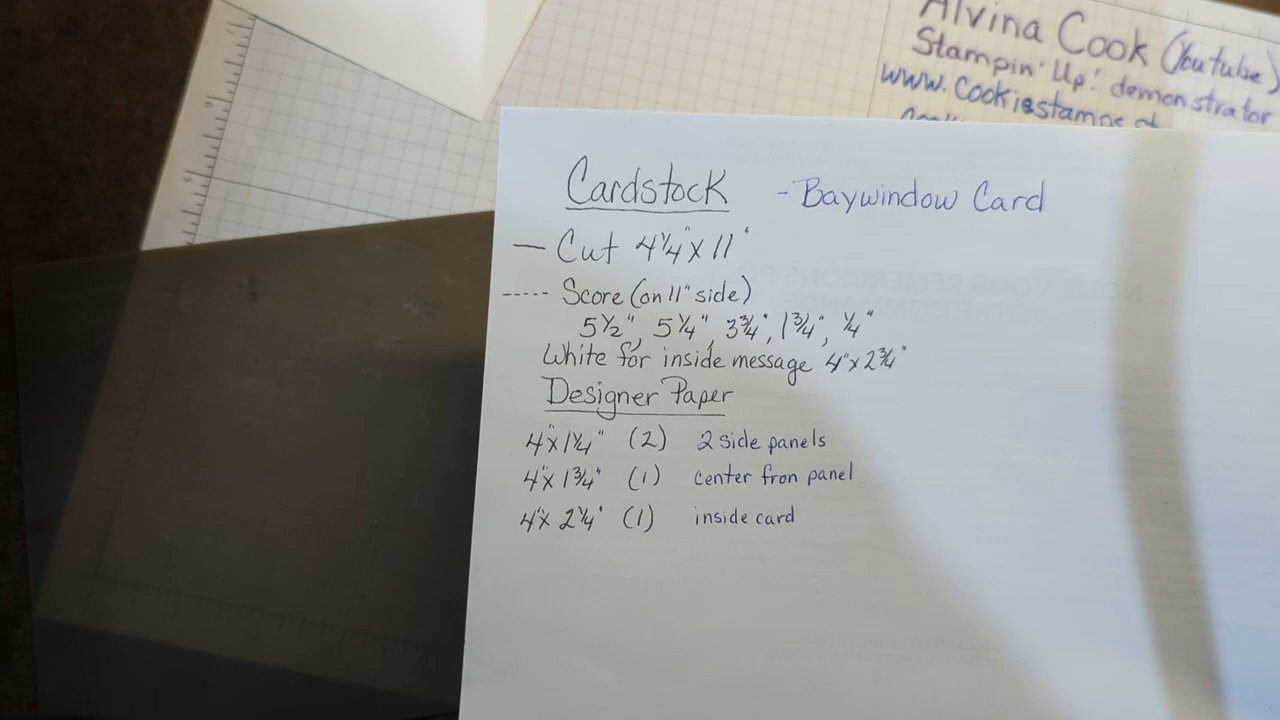 Alvina Cook (Youtube)
Stampin' Up! demonstrator
www.cookiestamps
Cardstock - Baywindow Card
— Cut 4¼" x 11"
----- Score (on 11" side)
5½", 5¼", 3¾", 1¾", ¼"
White for inside message 4" x 2¾"
Designer Paper
4" x 1¼" (2) 2 side panels
4" x 1¾" (1) center fron panel
4" x 2¼" (1) inside card